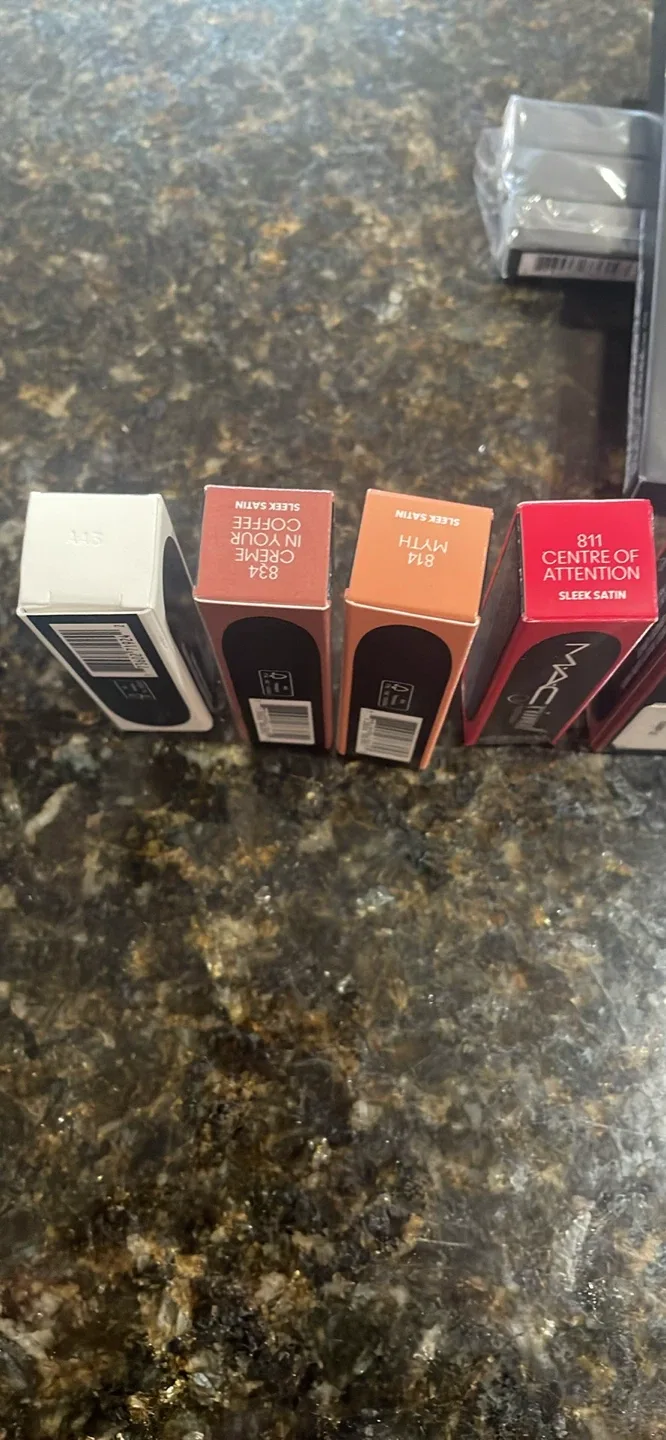 834
CREME
IN YOUR
COFFEE
SLEEK SATIN
814
MYTH
SLEEK SATIN
811
CENTRE OF
ATTENTION
SLEEK SATIN
MAC